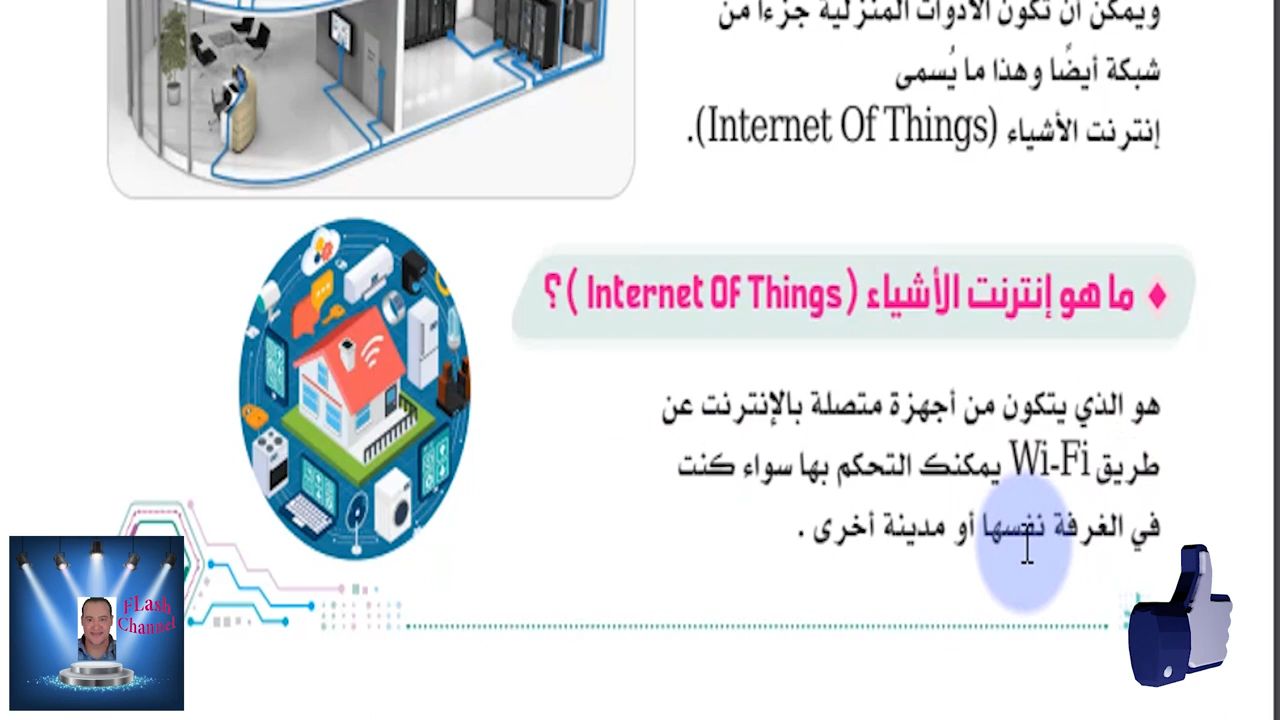 ويمكن أن تكون الأدوات المنزلية جزءًا من
شبكة أيضًا وهذا ما يُسمى
إنترنت الأشياء (Internet Of Things).
♦ ما هو إنترنت الأشياء ( Internet Of Things ) ؟
هو الذي يتكون من أجهزة متصلة بالإنترنت عن
طريق Wi-Fi يمكنك التحكم بها سواء كنت
في الغرفة نفسها أو مدينة أخرى .
FLash
Channel